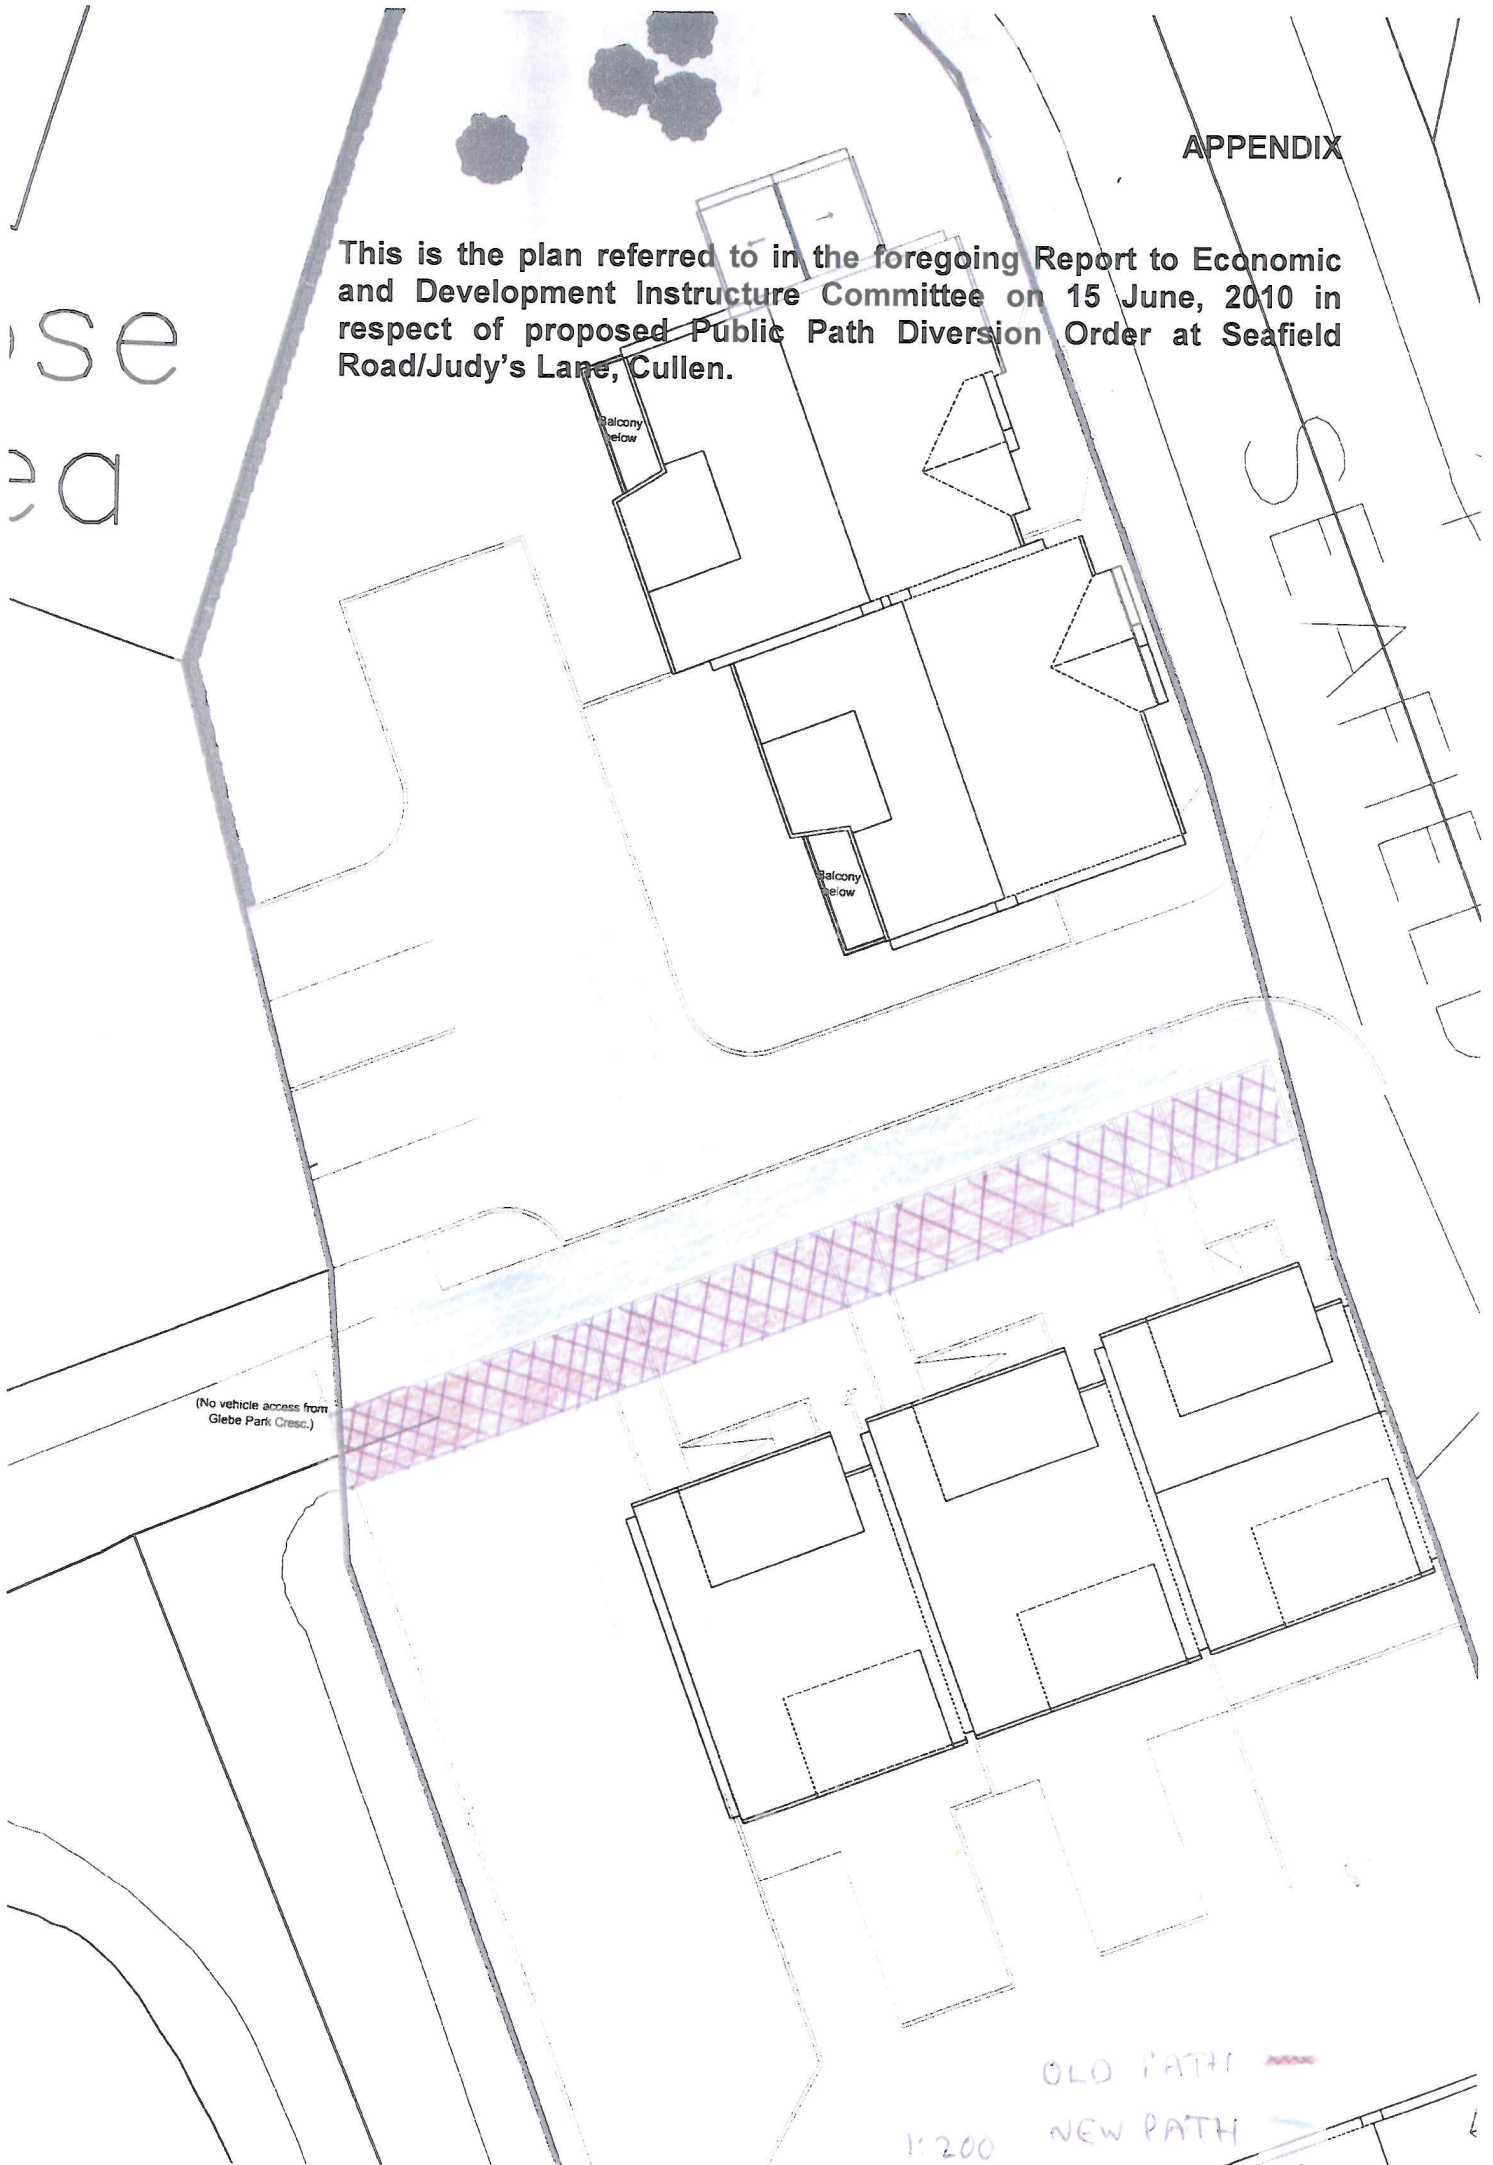 APPENDIX
This is the plan referred to in the foregoing Report to Economic
and Development Instructure Committee on 15 June, 2010 in
respect of proposed Public Path Diversion Order at Seafield
Road/Judy's Lane, Cullen.
se
ea
Balcony
below
SEAFIELD
Balcony
below
(No vehicle access from
Glebe Park Cresc.)
OLD PATH
NEW PATH
1:200